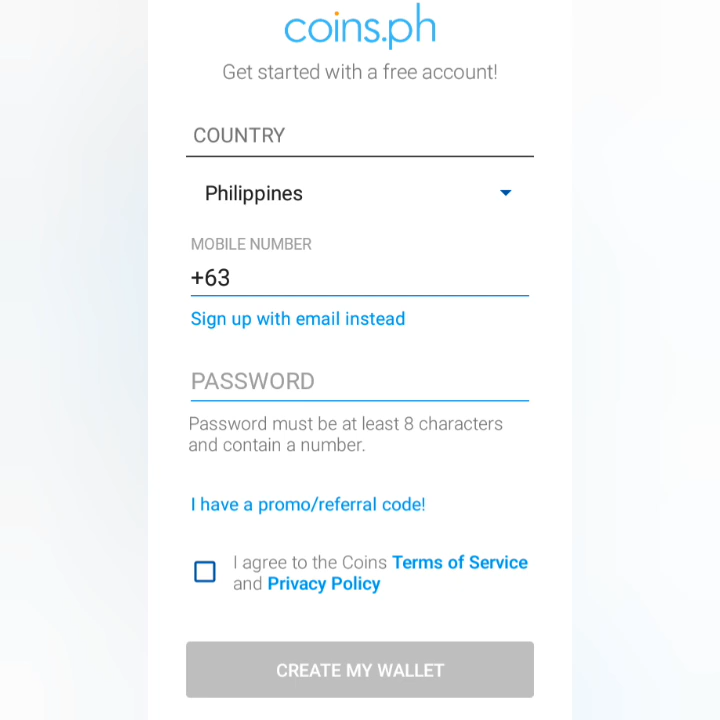 coins.ph
Get started with a free account!
COUNTRY
Philippines
MOBILE NUMBER
+63
Sign up with email instead
PASSWORD
Password must be at least 8 characters
and contain a number.
I have a promo/referral code!
I agree to the Coins Terms of Service
and Privacy Policy
CREATE MY WALLET